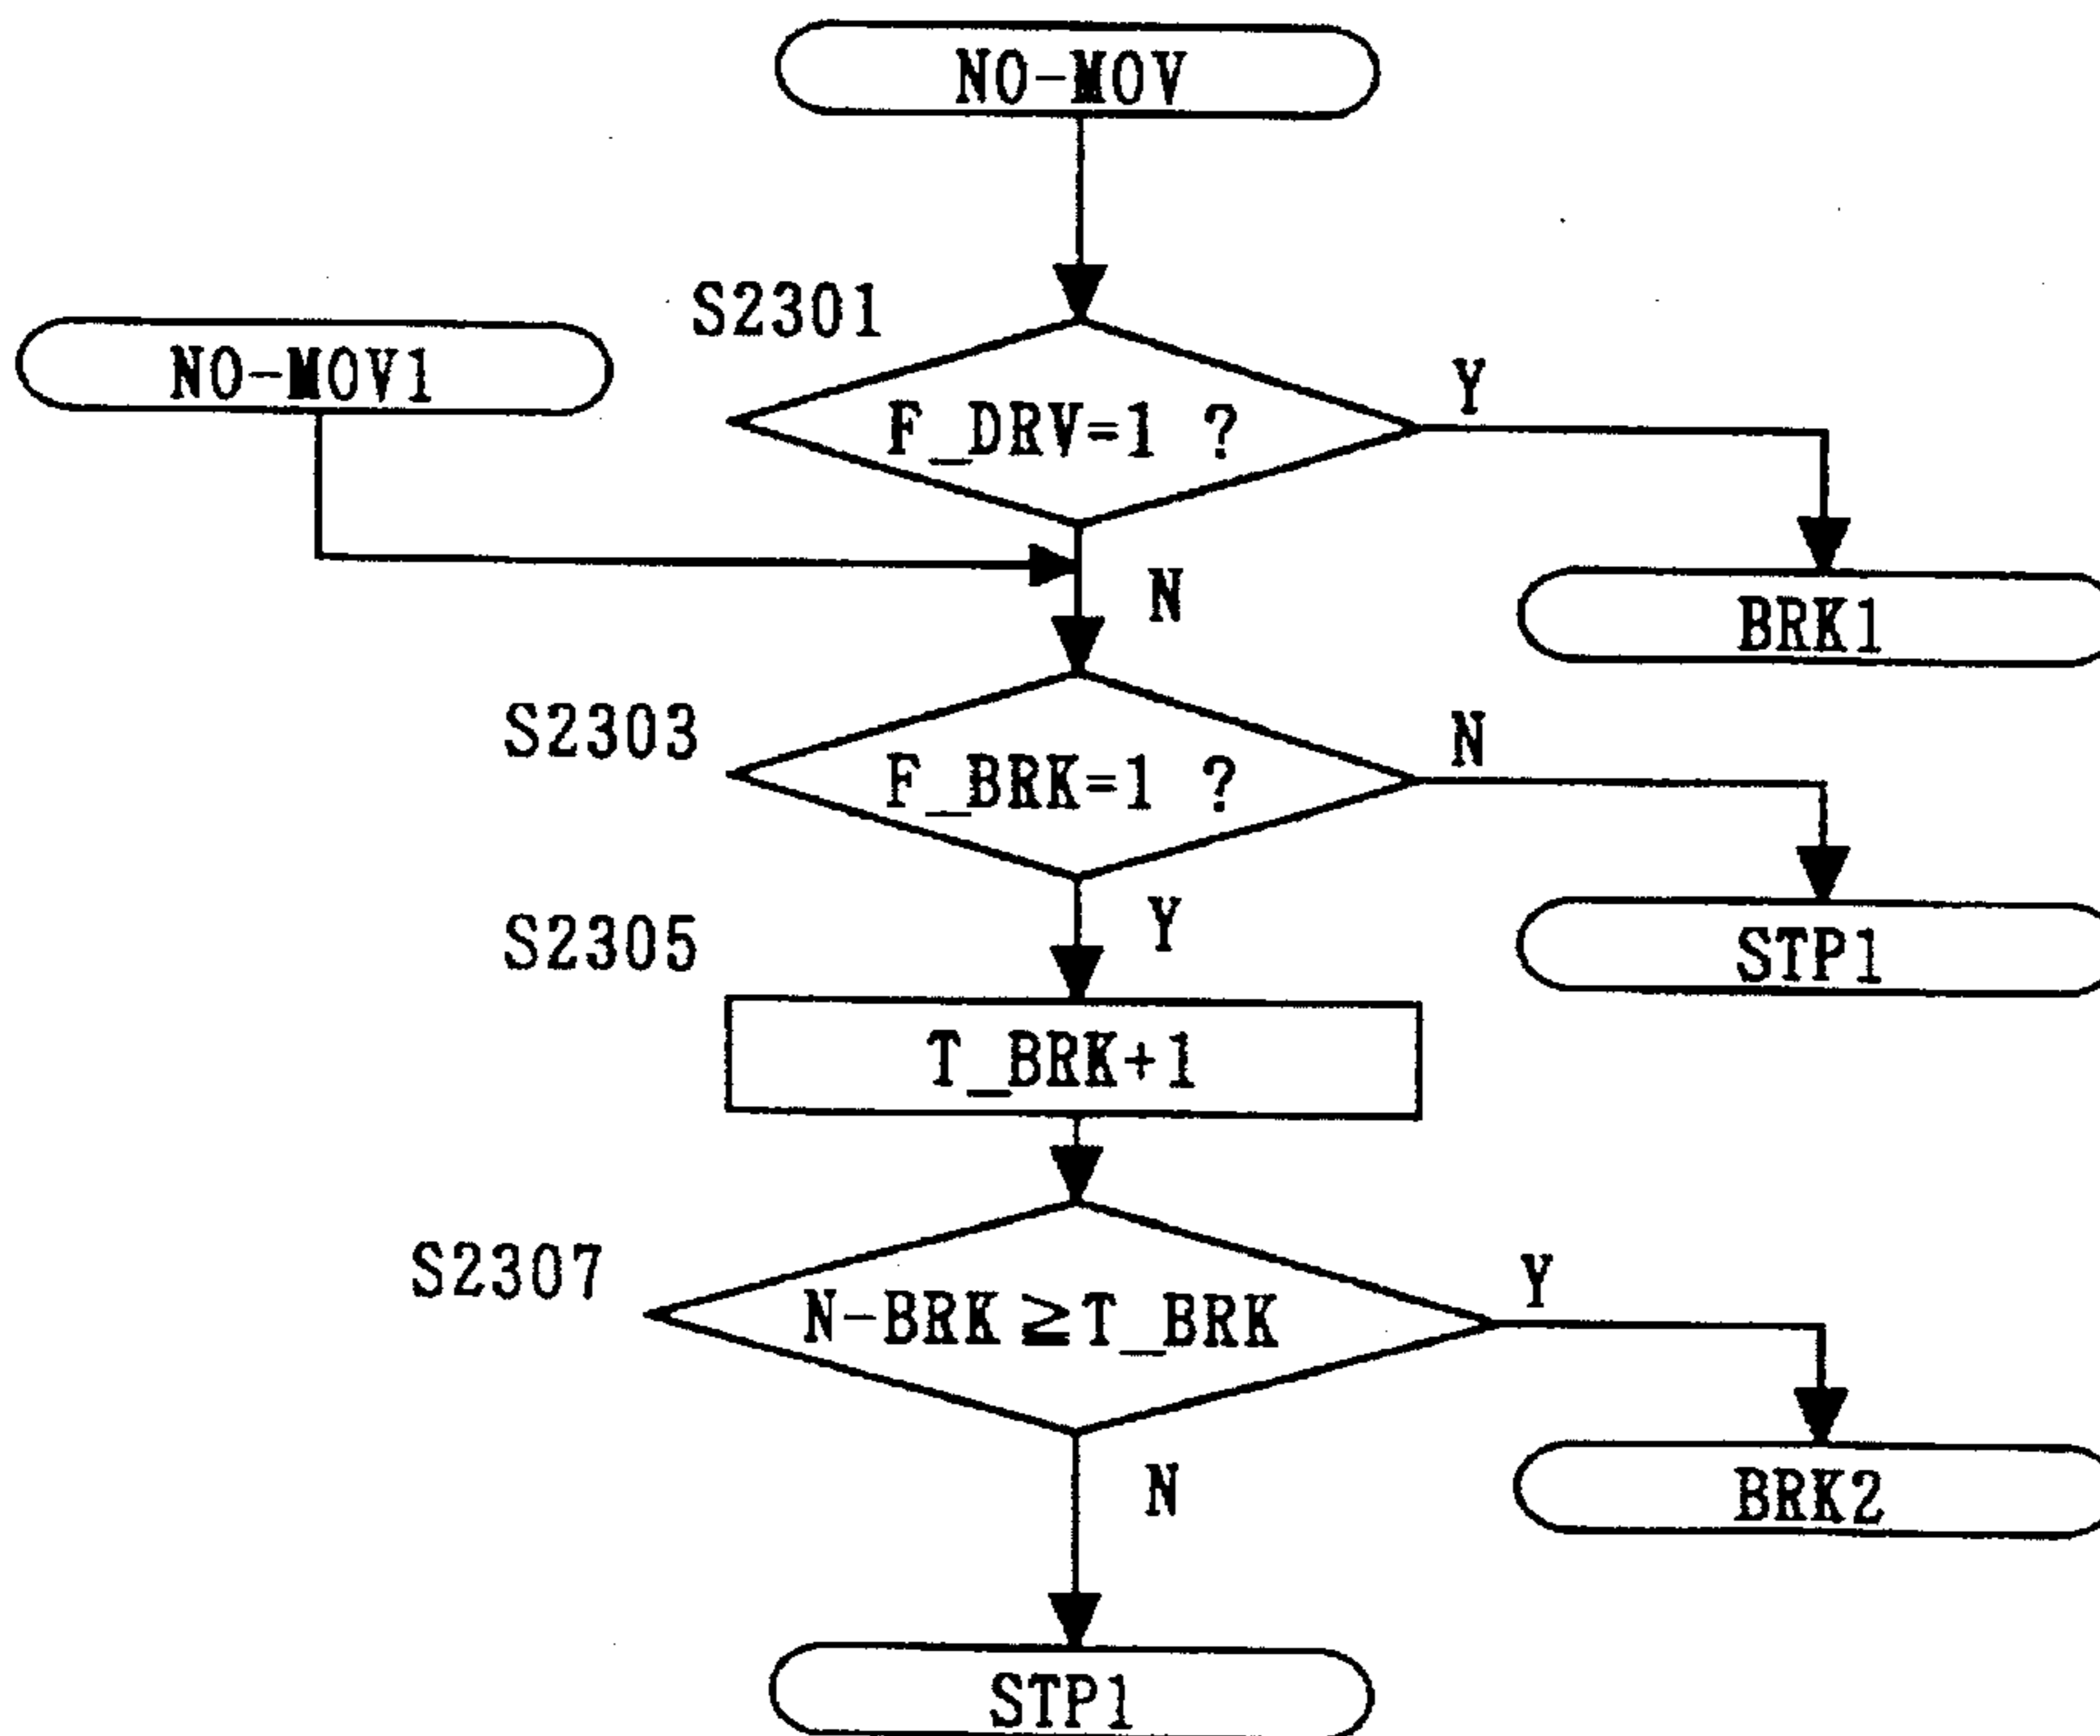 NO-MOV
S2301
NO-MOV1
F_DRV=1 ?
Y
N
BRK1
S2303
F_BRK=1 ?
N
Y
STP1
S2305
T_BRK+1
S2307
N-BRK≧T_BRK
Y
N
BRK2
STP1